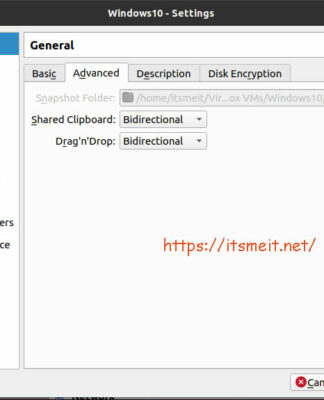 Windows10 - Settings
General
Basic Advanced Description Disk Encryption
Snapshot Folder: /home/itsmeit/Vir...ox VMs/Windows10/
Shared Clipboard: Bidirectional
Drag'n'Drop: Bidirectional
ers
ce
https://itsmeit.net/
Can
Network